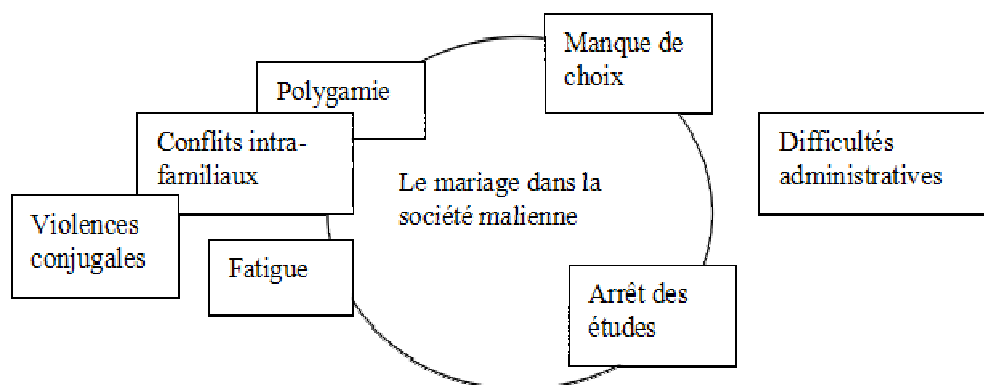 Manque de
choix
Polygamie
Conflits intra-
familiaux
Difficultés
administratives
Le mariage dans la
société malienne
Violences
conjugales
Fatigue
Arrêt des
études